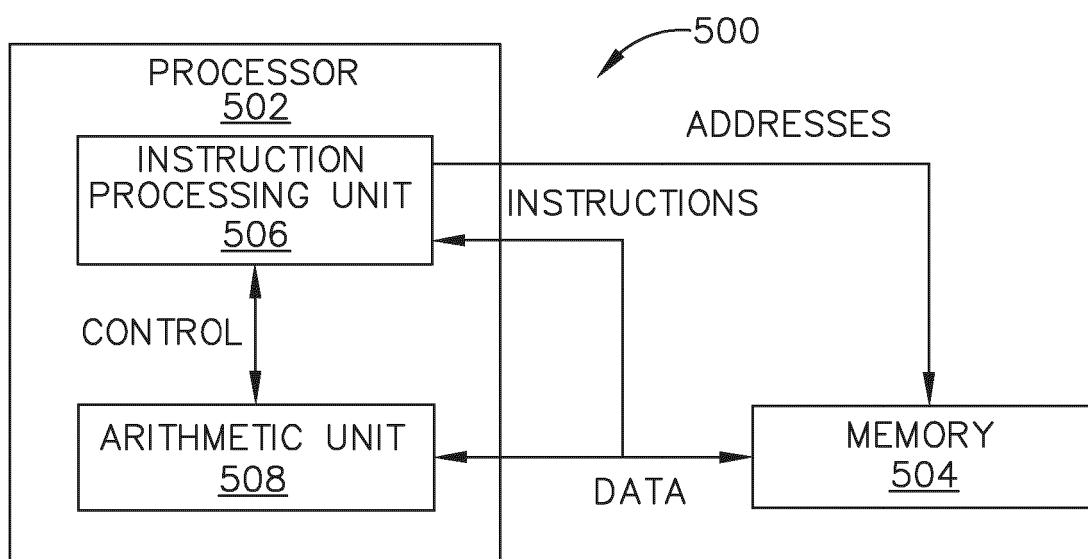 500
PROCESSOR
502
ADDRESSES
INSTRUCTION
PROCESSING UNIT
506
INSTRUCTIONS
CONTROL
ARITHMETIC UNIT
508
DATA
MEMORY
504